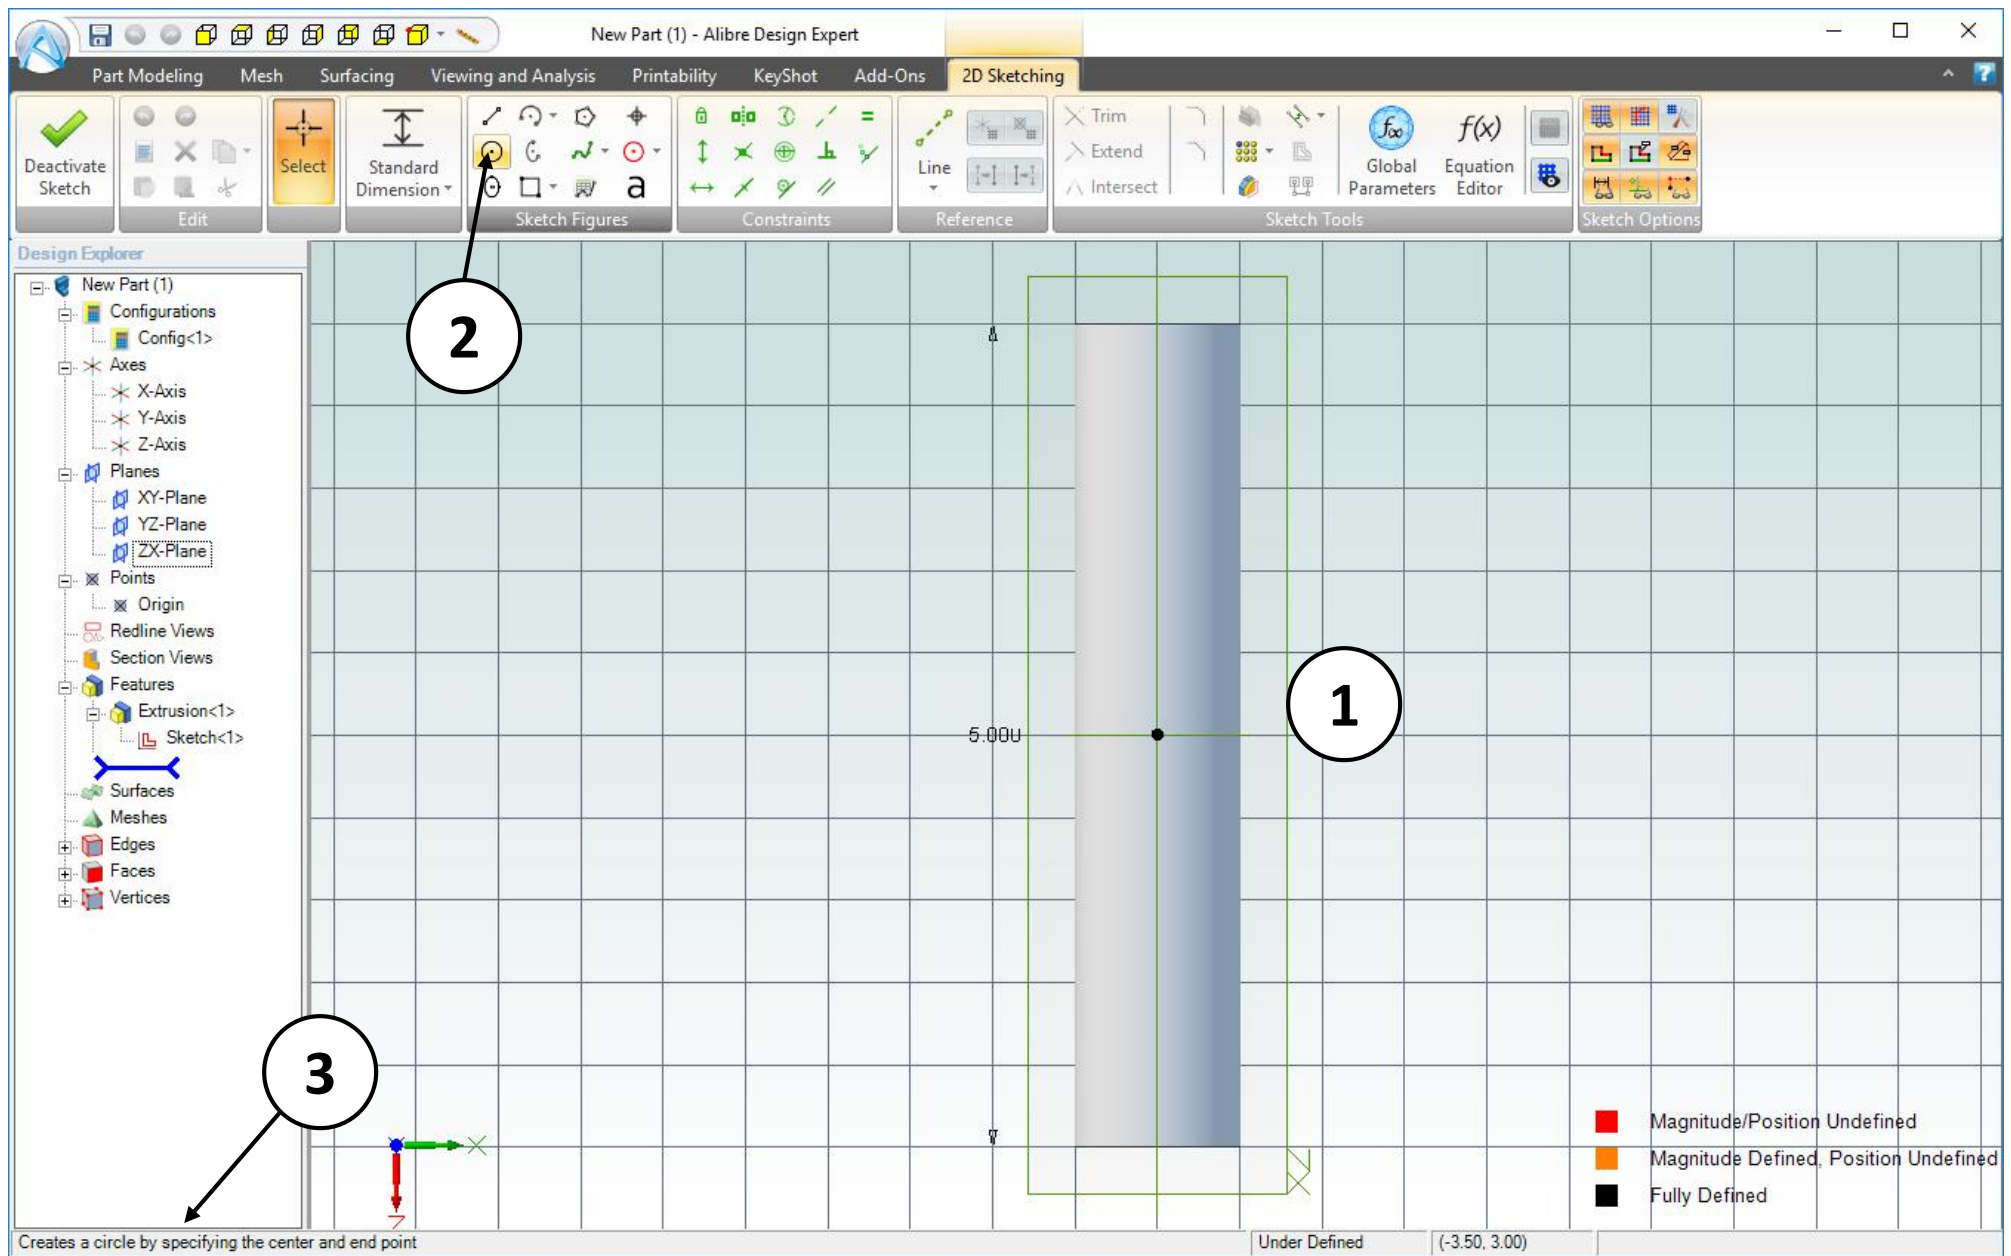 New Part (1) - Alibre Design Expert
Part Modeling Mesh Surfacing Viewing and Analysis Printability KeyShot Add-Ons 2D Sketching
Deactivate Sketch
Edit
Select
Standard Dimension
a
Sketch Figures
Constraints
Line
Reference
Trim
Extend
Intersect
f∞
Global Parameters
f(x)
Equation Editor
Sketch Tools
Sketch Options
Design Explorer
New Part (1)
Configurations
Config<1>
Axes
X-Axis
Y-Axis
Z-Axis
Planes
XY-Plane
YZ-Plane
ZX-Plane
Points
Origin
Redline Views
Section Views
Features
Extrusion<1>
Sketch<1>
Surfaces
Meshes
Edges
Faces
Vertices
2
1
5.000
3
X
Z
Magnitude/Position Undefined
Magnitude Defined, Position Undefined
Fully Defined
Creates a circle by specifying the center and end point
Under Defined
(-3.50, 3.00)